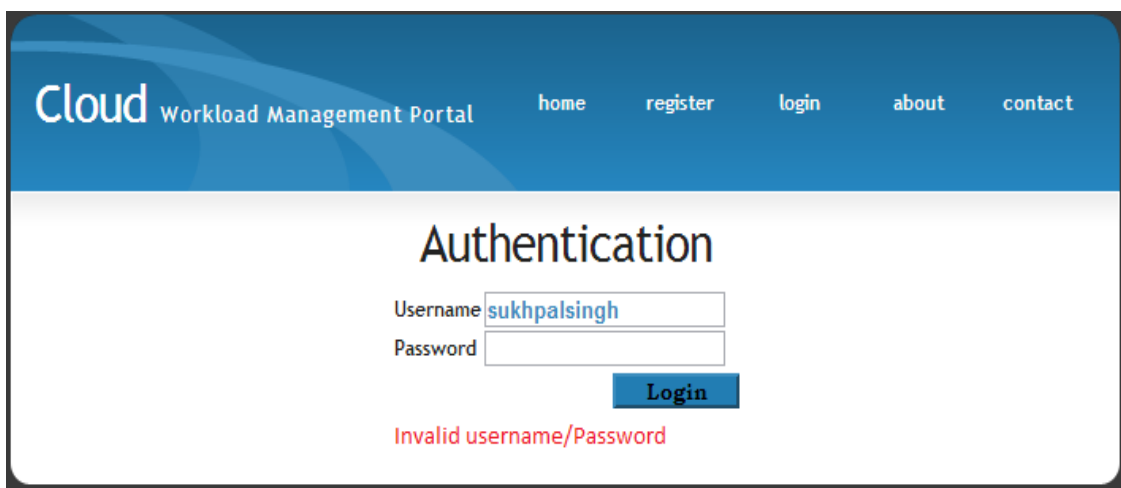 Cloud Workload Management Portal home register login about contact
Authentication
Username sukhpalsingh
Password
Login
Invalid username/Password